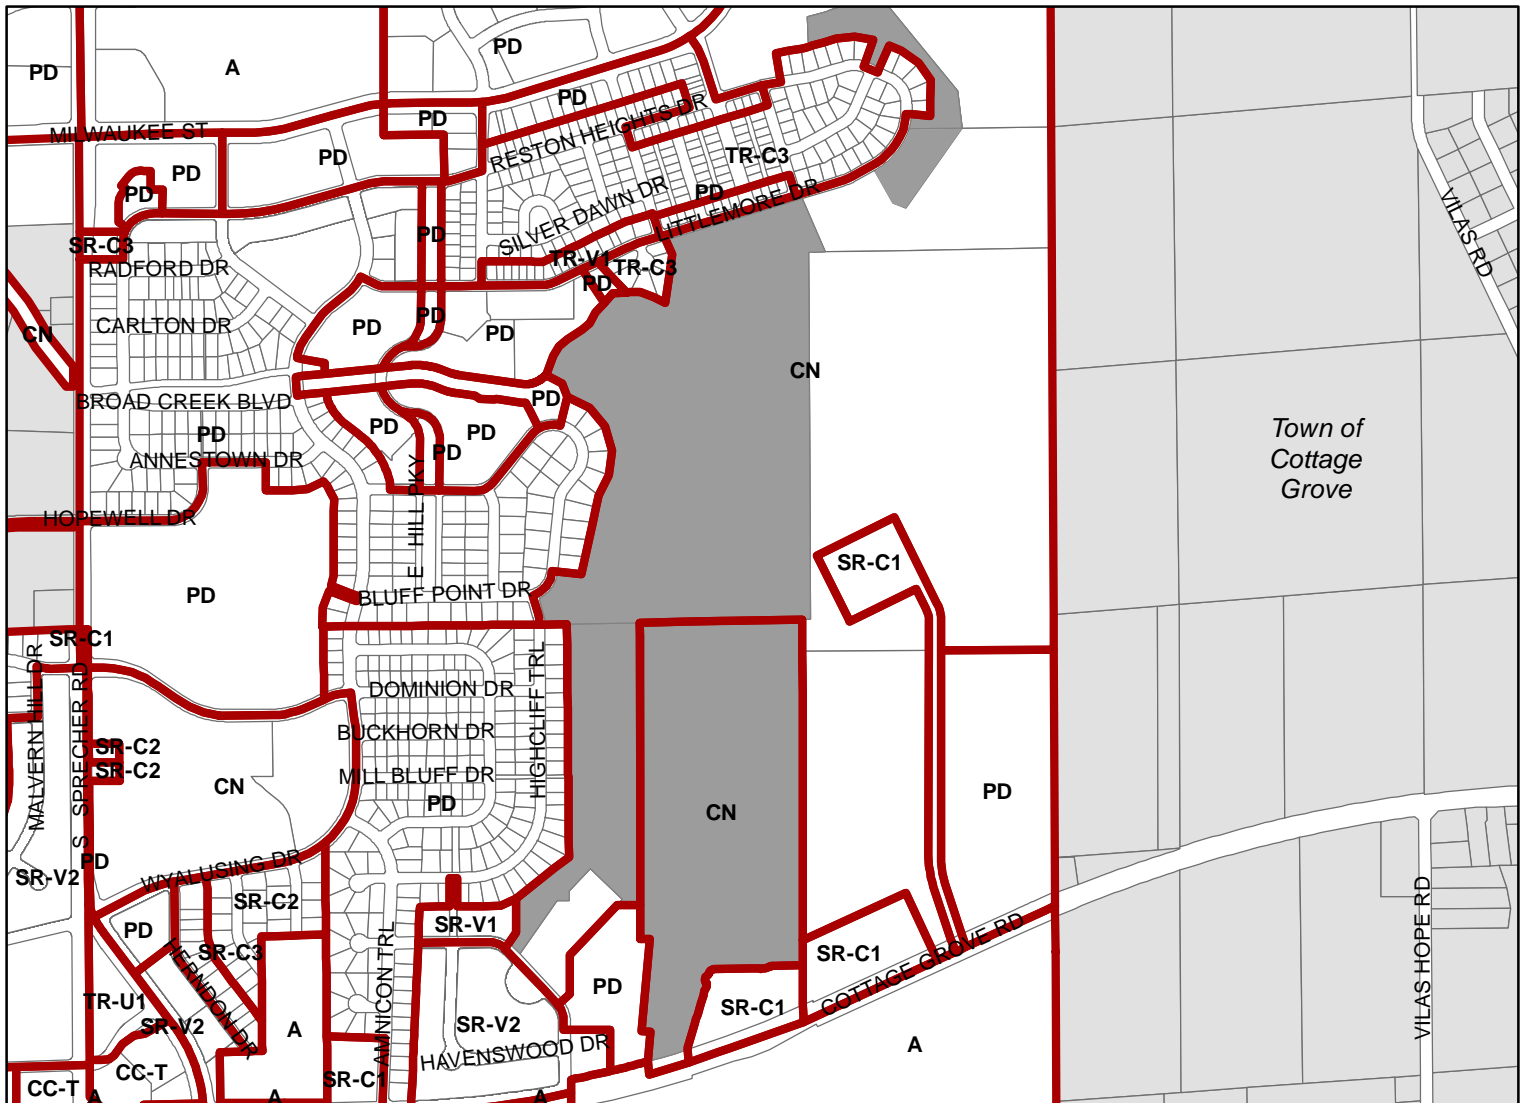 PD
A
PD
PD
PD
MILWAUKEE ST
RESTON HEIGHTS DR
PD
PD
TR-C3
PD
PD
SILVER DAWN DR
LITTLEMORE DR
VILAS RD
SR-C3
RADFORD DR
PD
TR-V1
TR-C3
PD
CN
CARLTON DR
PD
PD
PD
CN
BROAD CREEK BLVD
PD
PD
PD
PD
PD
ANNESTOWN DR
Town of
Cottage
Grove
HOPEWELL DR
E HILL PKY
SR-C1
PD
BLUFF POINT DR
SR-C1
MALVERN HILL DR
S SPRECHER RD
DOMINION DR
HIGHCLIFF TRL
BUCKHORN DR
SR-C2
SR-C2
MILL BLUFF DR
CN
PD
PD
CN
PD
SR-V2
WYALUSING DR
SR-C2
VILAS HOPE RD
PD
SR-V1
SR-C3
SR-C1
COTTAGE GROVE RD
HERNDON DR
AMNICON TRL
PD
TR-U1
SR-V2
A
SR-V2
SR-C1
A
HAVENSWOOD DR
CC-T
CC-T
SR-C1
A
A
A